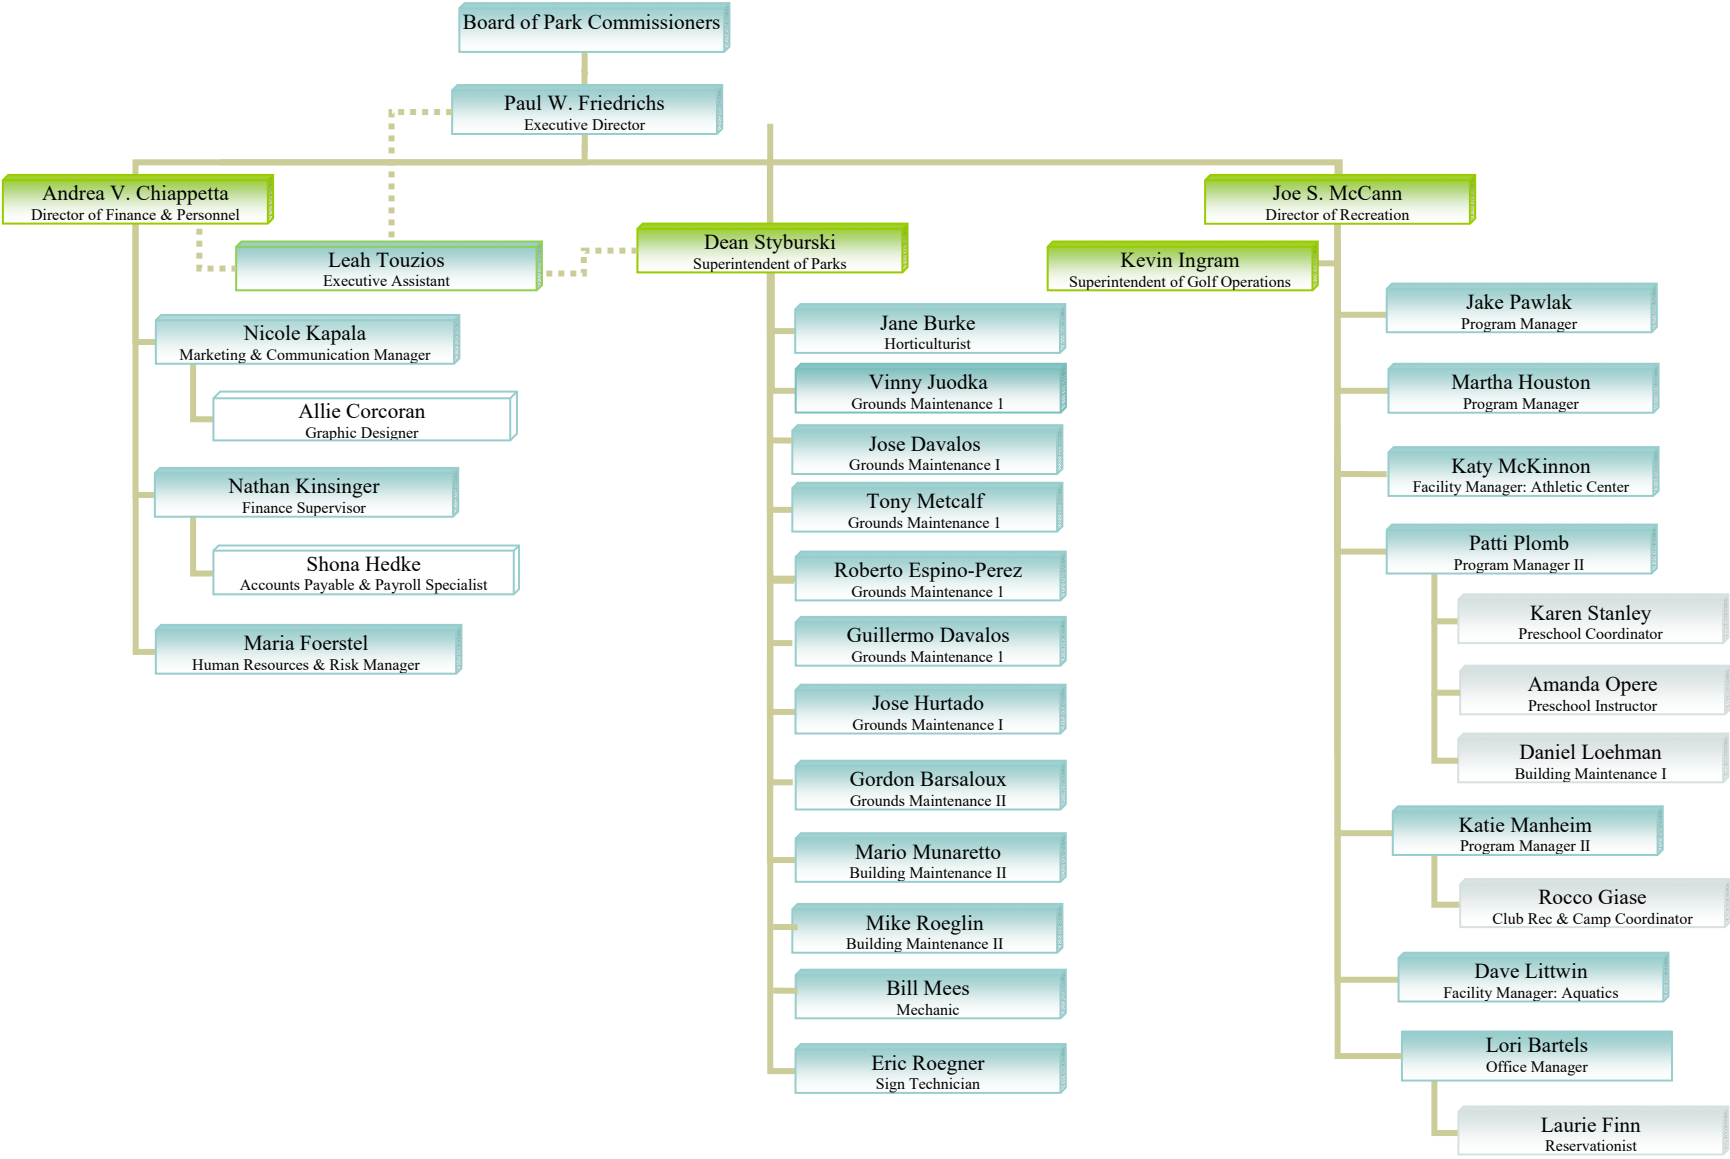 Board of Park Commissioners
Paul W. Friedrichs
Executive Director
Andrea V. Chiappetta
Director of Finance & Personnel
Leah Touzios
Executive Assistant
Nicole Kapala
Marketing & Communication Manager
Allie Corcoran
Graphic Designer
Nathan Kinsinger
Finance Supervisor
Shona Hedke
Accounts Payable & Payroll Specialist
Maria Foerstel
Human Resources & Risk Manager
Dean Styburski
Superintendent of Parks
Jane Burke
Horticulturist
Vinny Juodka
Grounds Maintenance 1
Jose Davalos
Grounds Maintenance I
Tony Metcalf
Grounds Maintenance 1
Roberto Espino-Perez
Grounds Maintenance 1
Guillermo Davalos
Grounds Maintenance 1
Jose Hurtado
Grounds Maintenance I
Gordon Barsaloux
Grounds Maintenance II
Mario Munaretto
Building Maintenance II
Mike Roeglin
Building Maintenance II
Bill Mees
Mechanic
Eric Roegner
Sign Technician
Joe S. McCann
Director of Recreation
Kevin Ingram
Superintendent of Golf Operations
Jake Pawlak
Program Manager
Martha Houston
Program Manager
Katy McKinnon
Facility Manager: Athletic Center
Patti Plomb
Program Manager II
Karen Stanley
Preschool Coordinator
Amanda Opere
Preschool Instructor
Daniel Loehman
Building Maintenance I
Katie Manheim
Program Manager II
Rocco Giase
Club Rec & Camp Coordinator
Dave Littwin
Facility Manager: Aquatics
Lori Bartels
Office Manager
Laurie Finn
Reservationist